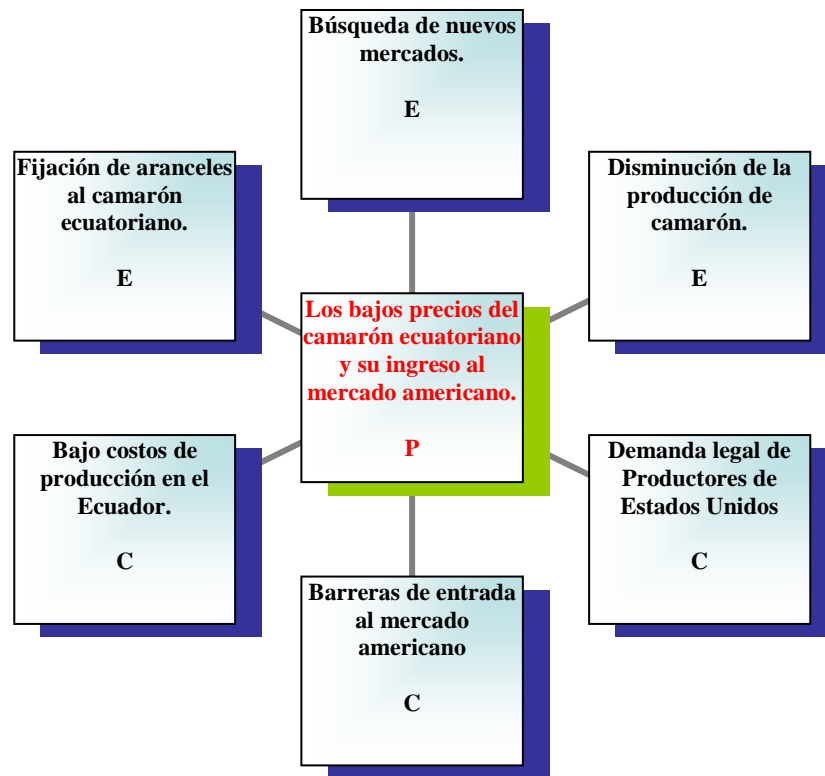 Búsqueda de nuevos
mercados.
E
Fijación de aranceles
al camarón
ecuatoriano.
E
Disminución de la
producción de
camarón.
E
Los bajos precios del
camarón ecuatoriano
y su ingreso al
mercado americano.
P
Bajo costos de
producción en el
Ecuador.
C
Demanda legal de
Productores de
Estados Unidos
C
Barreras de entrada
al mercado
americano
C